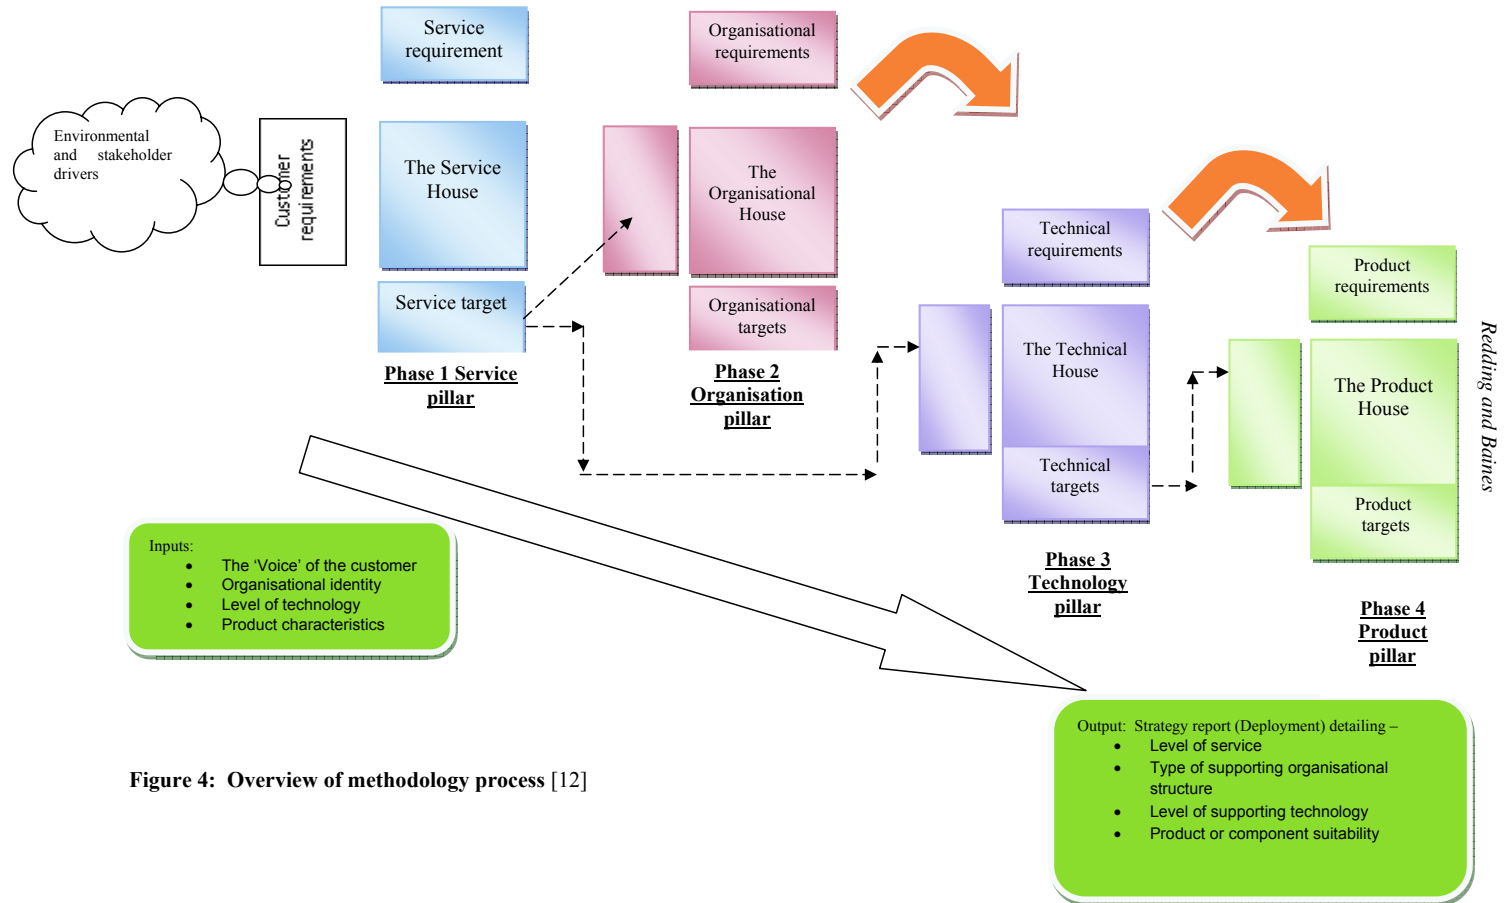 Environmental
and stakeholder
drivers
Customer
requirements
Service
requirement
The Service
House
Service target
Phase 1 Service
pillar
Organisational
requirements
The
Organisational
House
Organisational
targets
Phase 2
Organisation
pillar
Technical
requirements
The Technical
House
Technical
targets
Phase 3
Technology
pillar
Product
requirements
The Product
House
Product
targets
Phase 4
Product
pillar
Redding and Baines
Inputs:
• The ‘Voice’ of the customer
• Organisational identity
• Level of technology
• Product characteristics
Output: Strategy report (Deployment) detailing –
• Level of service
• Type of supporting organisational
structure
• Level of supporting technology
• Product or component suitability
Figure 4: Overview of methodology process [12]